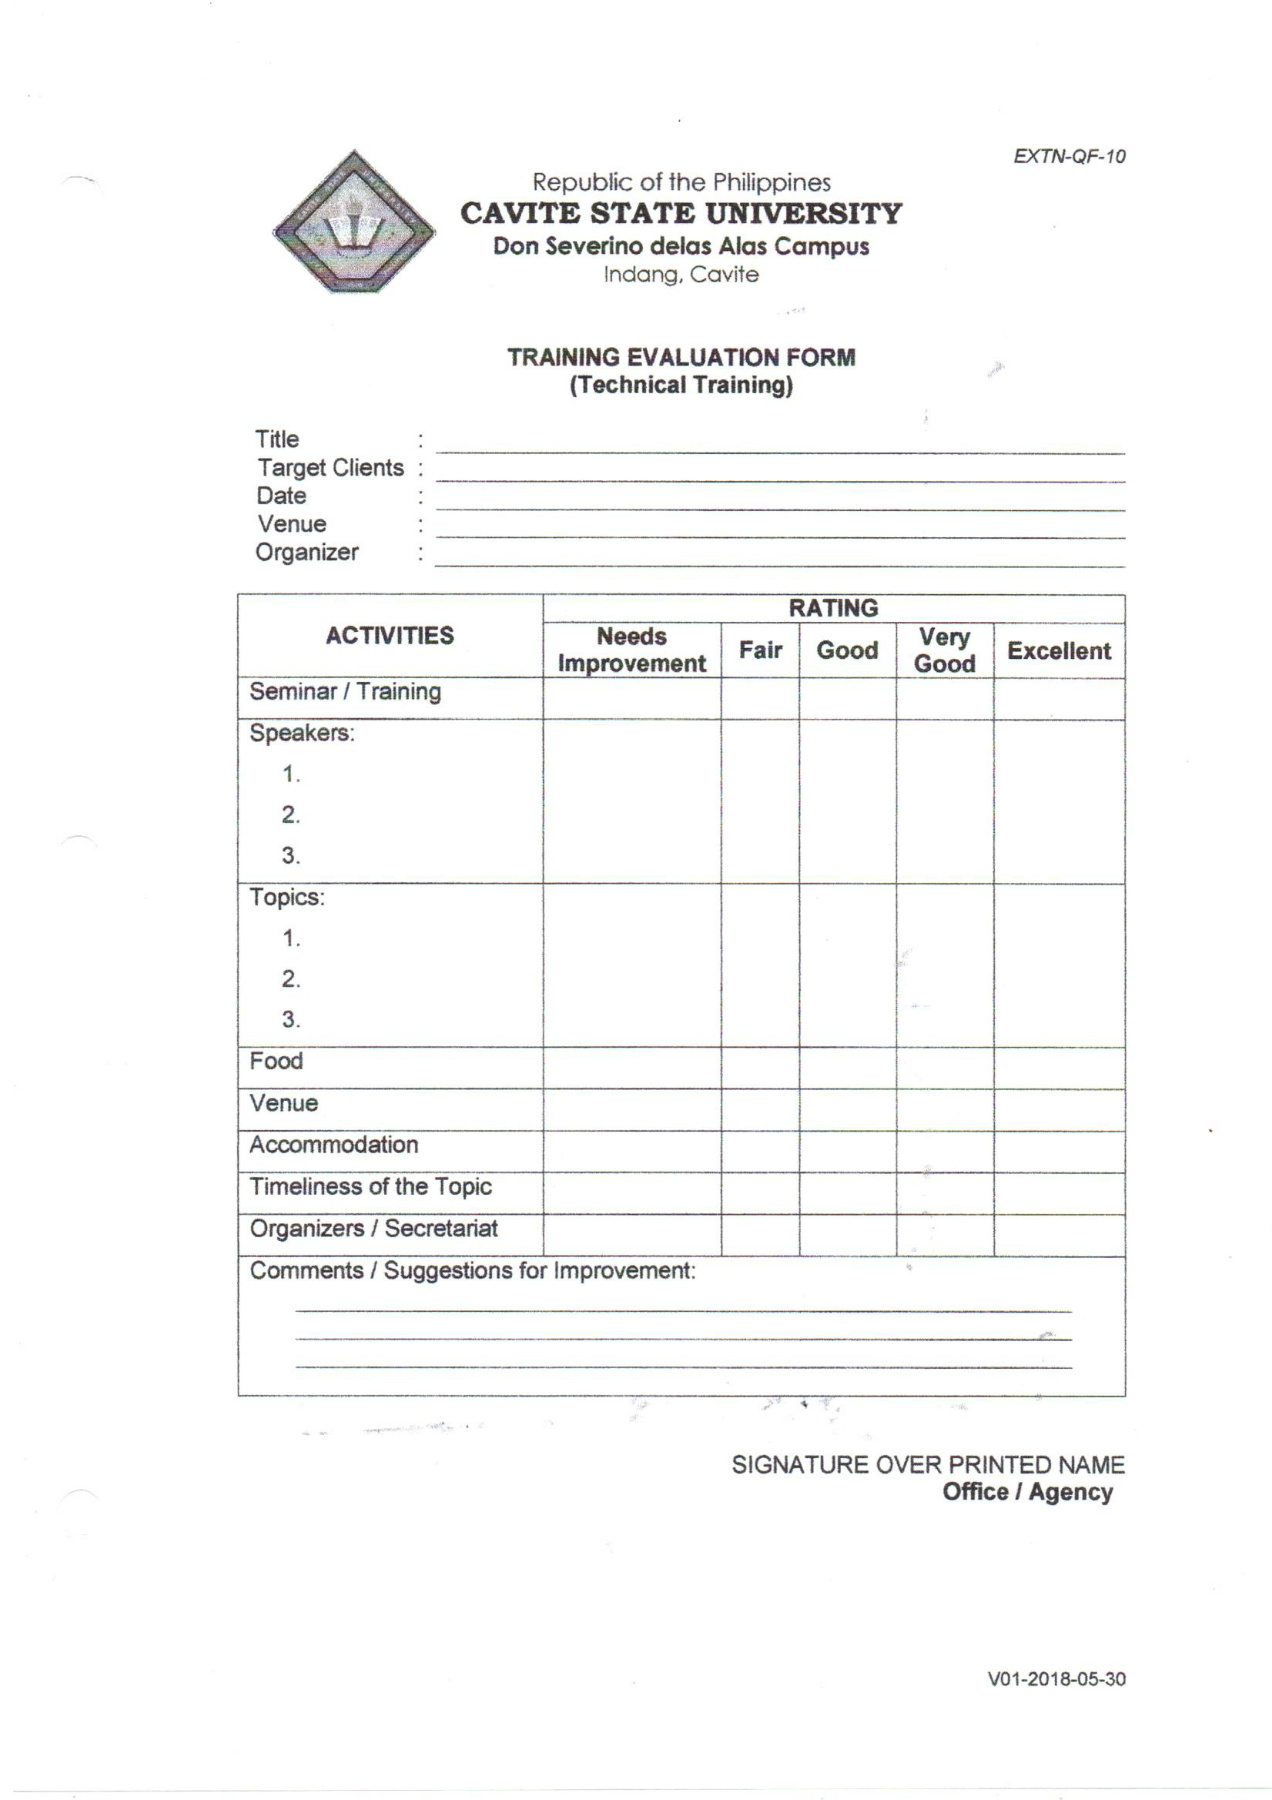 EXTN-QF-10
Republic of the Philippines
CAVITE STATE UNIVERSITY
Don Severino delas Alas Campus
Indang, Cavite
TRAINING EVALUATION FORM
(Technical Training)
Title :
Target Clients :
Date :
Venue :
Organizer :
ACTIVITIES
RATING
Needs Improvement
Fair
Good
Very Good
Excellent
Seminar / Training
Speakers:
1.
2.
3.
Topics:
1.
2.
3.
Food
Venue
Accommodation
Timeliness of the Topic
Organizers / Secretariat
Comments / Suggestions for Improvement:
SIGNATURE OVER PRINTED NAME
Office / Agency
V01-2018-05-30